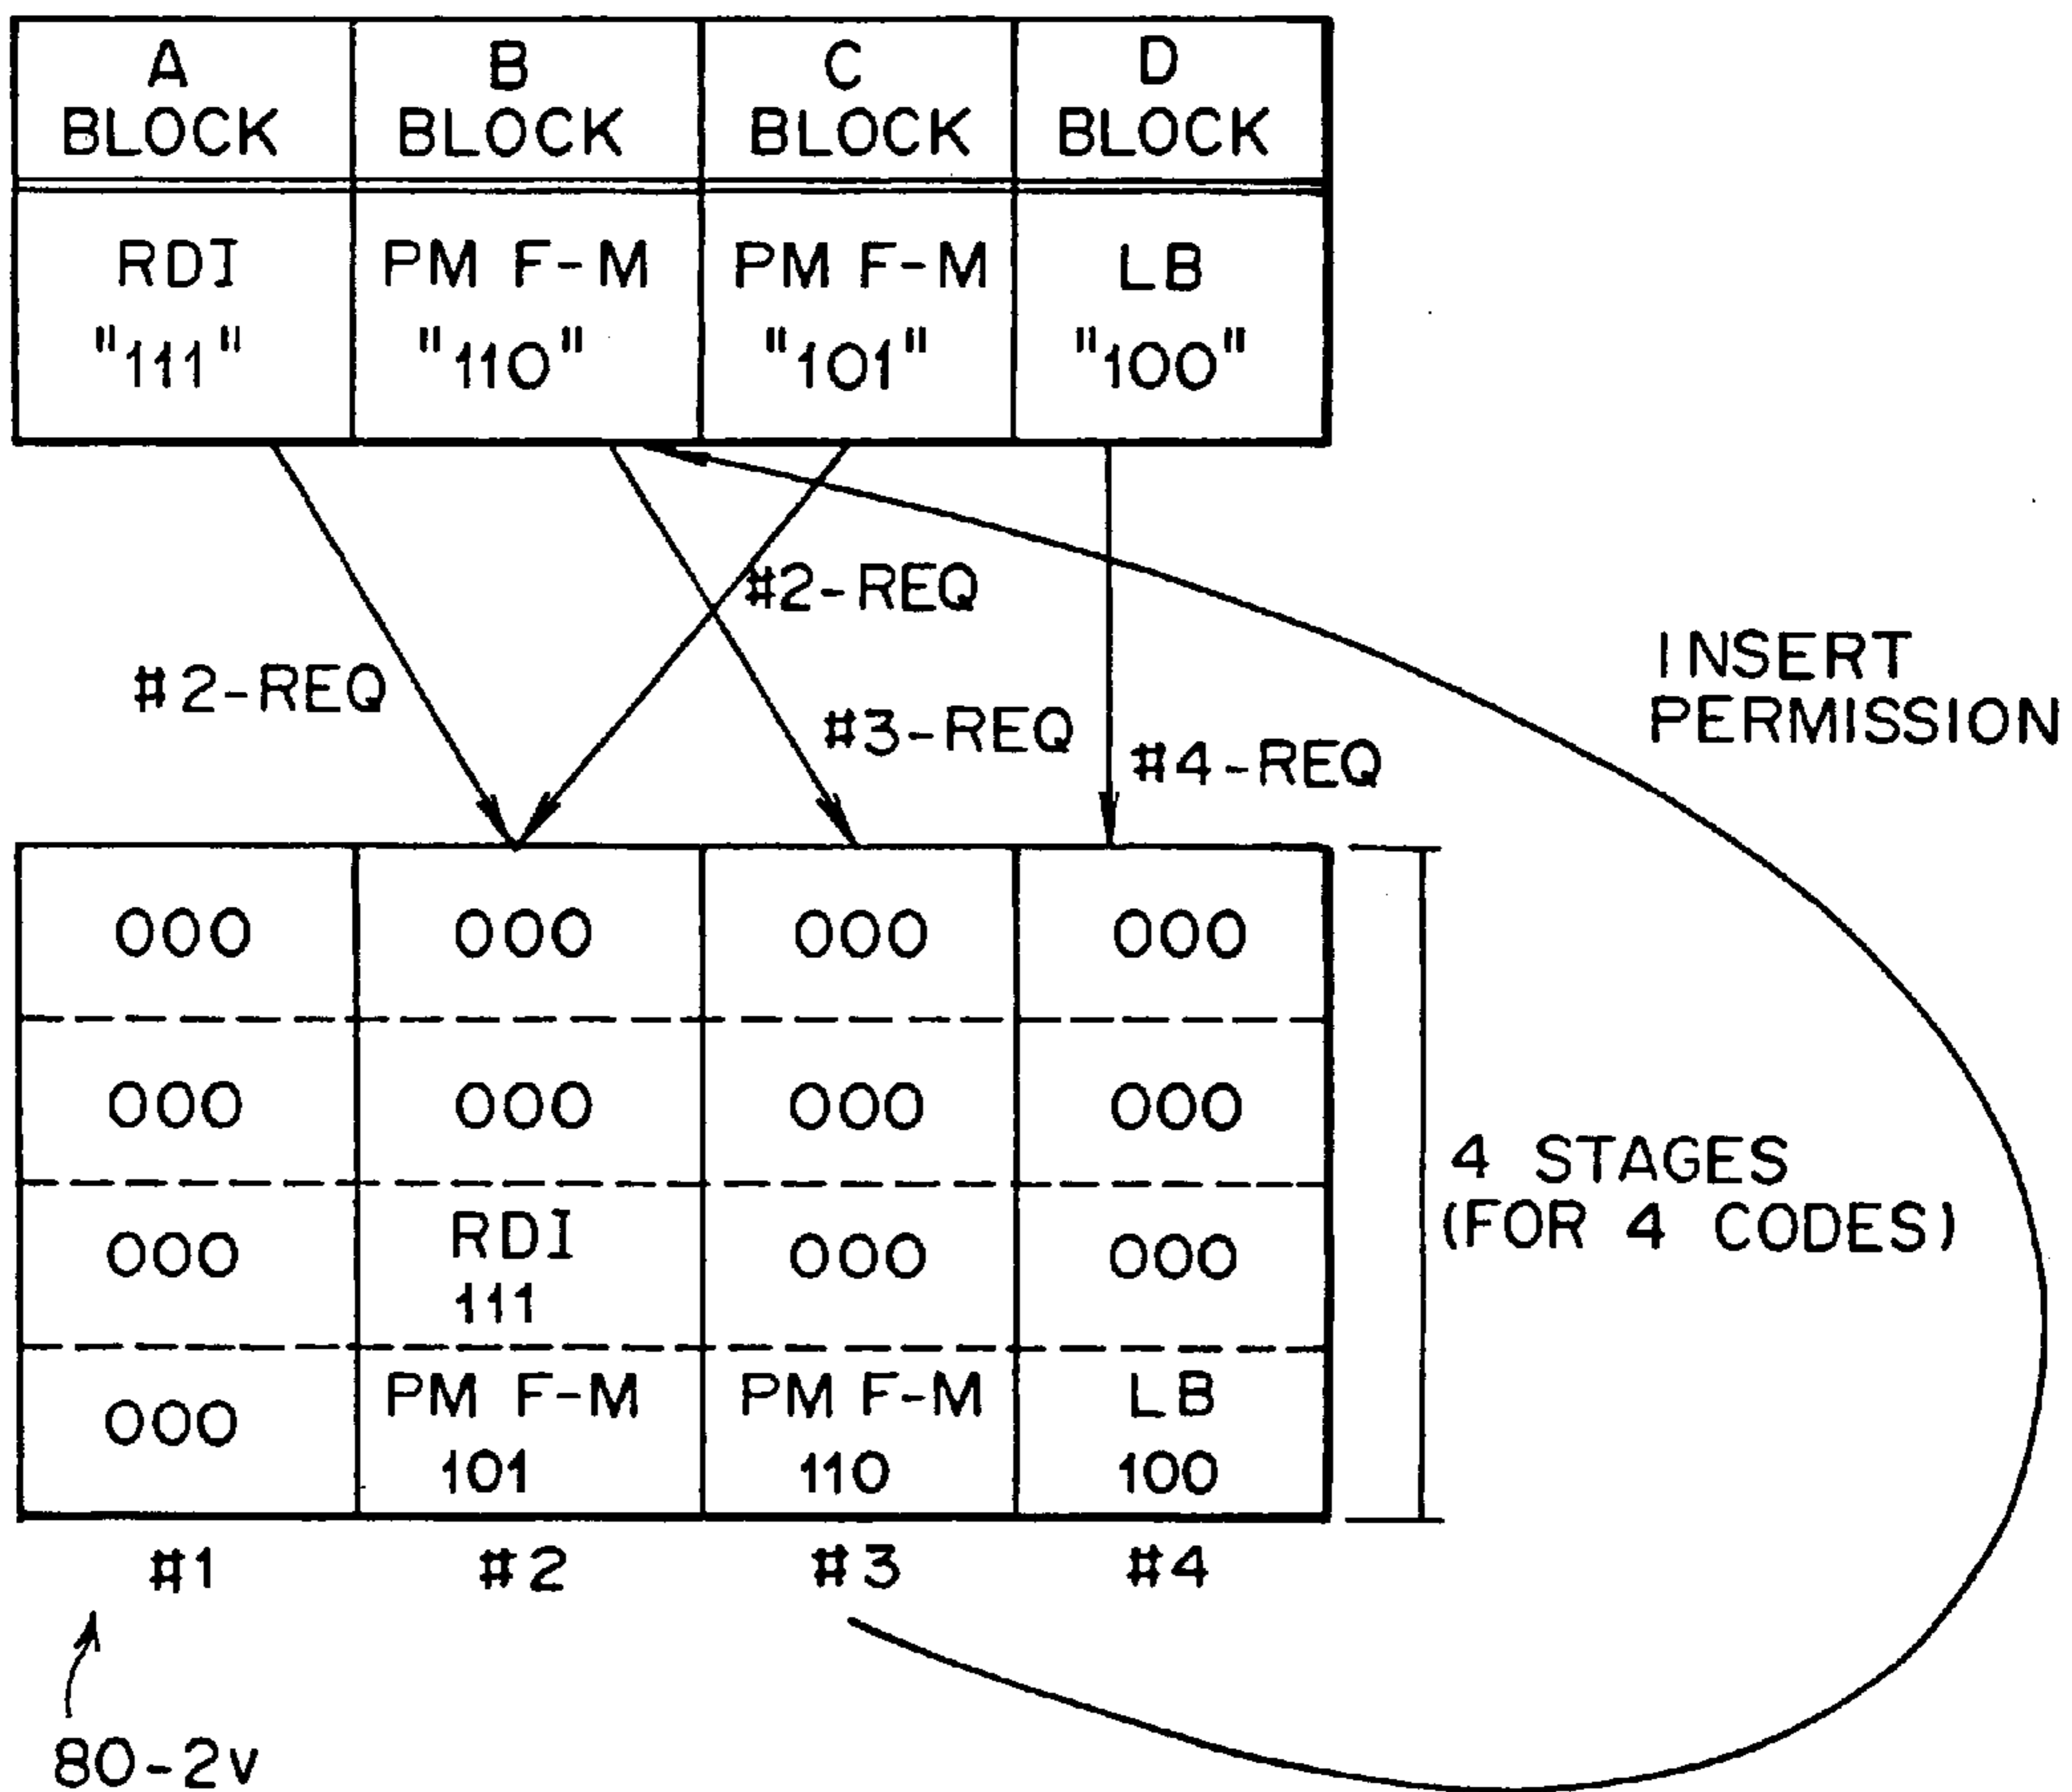 A B C D
BLOCK BLOCK BLOCK BLOCK
RDI PM F-M PM F-M LB
"111" "110" "101" "100"
#2-REQ
#2-REQ
#3-REQ
#4-REQ
INSERT
PERMISSION
000 000 000 000
000 000 000 000
000 RDI 000 000
111
4 STAGES
(FOR 4 CODES)
000 PM F-M PM F-M LB
101 110 100
#1 #2 #3 #4
80-2v